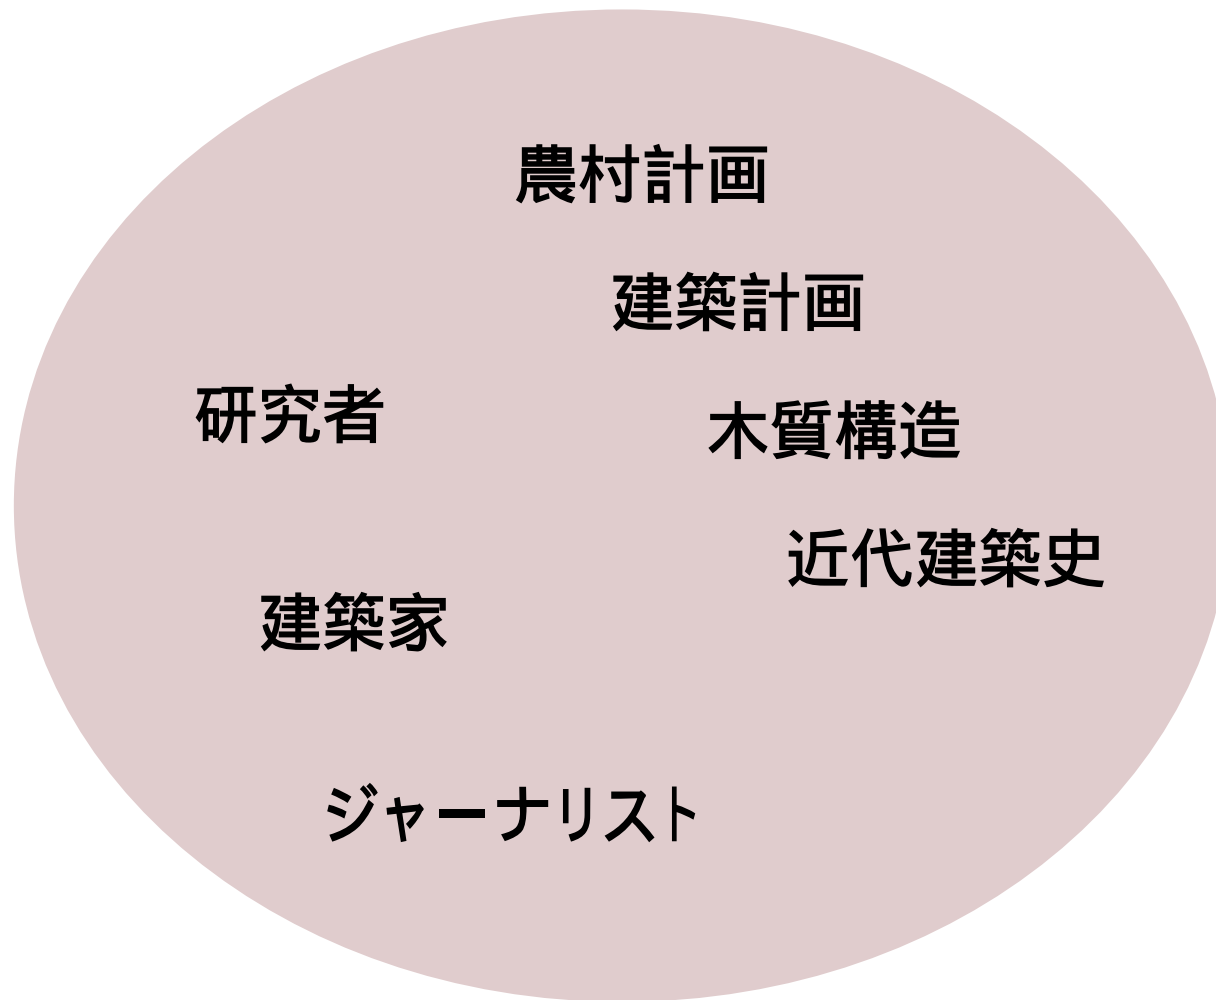 農村計画
建築計画
研究者
木質構造
近代建築史
建築家
ジャーナリスト